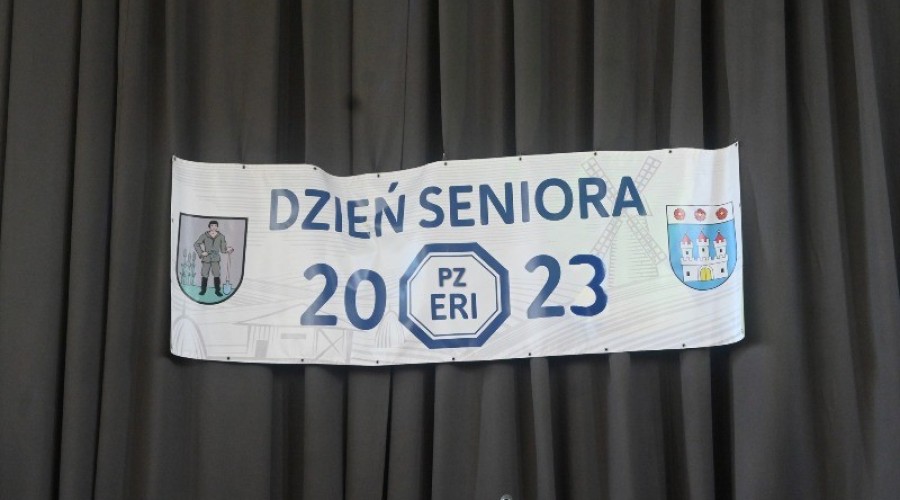 DZIEŃ SENIORA
20 PZ ERI 23